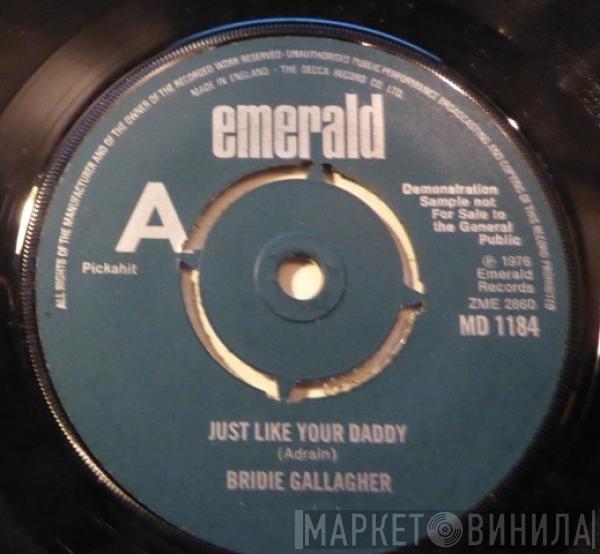 ALL RIGHTS OF THE MANUFACTURER AND OF THE OWNER OF THE RECORDED WORK RESERVED · UNAUTHORISED PUBLIC PERFORMANCE BROADCASTING AND COPYING OF THIS RECORD PROHIBITED
MADE IN ENGLAND · THE DECCA RECORD CO. LTD.
emerald
A
Pickahit
Demonstration
Sample not
For Sale to
the General
Public
℗ 1976
Emerald
Records
ZME 2860
MD 1184
JUST LIKE YOUR DADDY
(Adrain)
BRIDIE GALLAGHER
МАРКЕТ ВИНИЛА